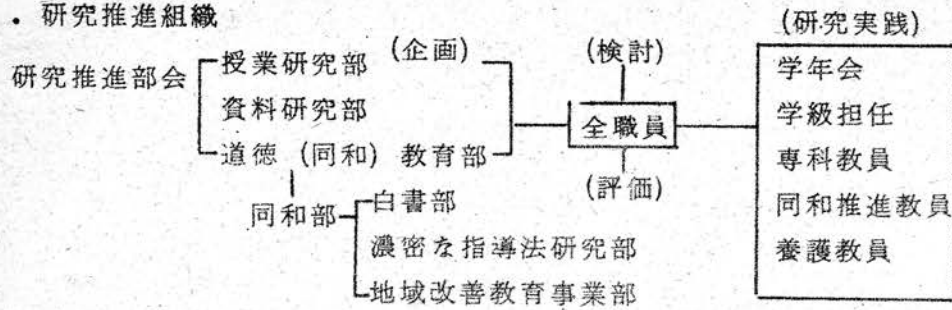 . 研究推進組織
(研究実践)
研究推進部会
授業研究部 (企画)
(検討)
学年会
資料研究部
全職員
学級担任
道徳 (同和) 教育部
専科教員
(評価)
同和部
白書部
同和推進教員
濃密な指導法研究部
養護教員
地域改善教育事業部